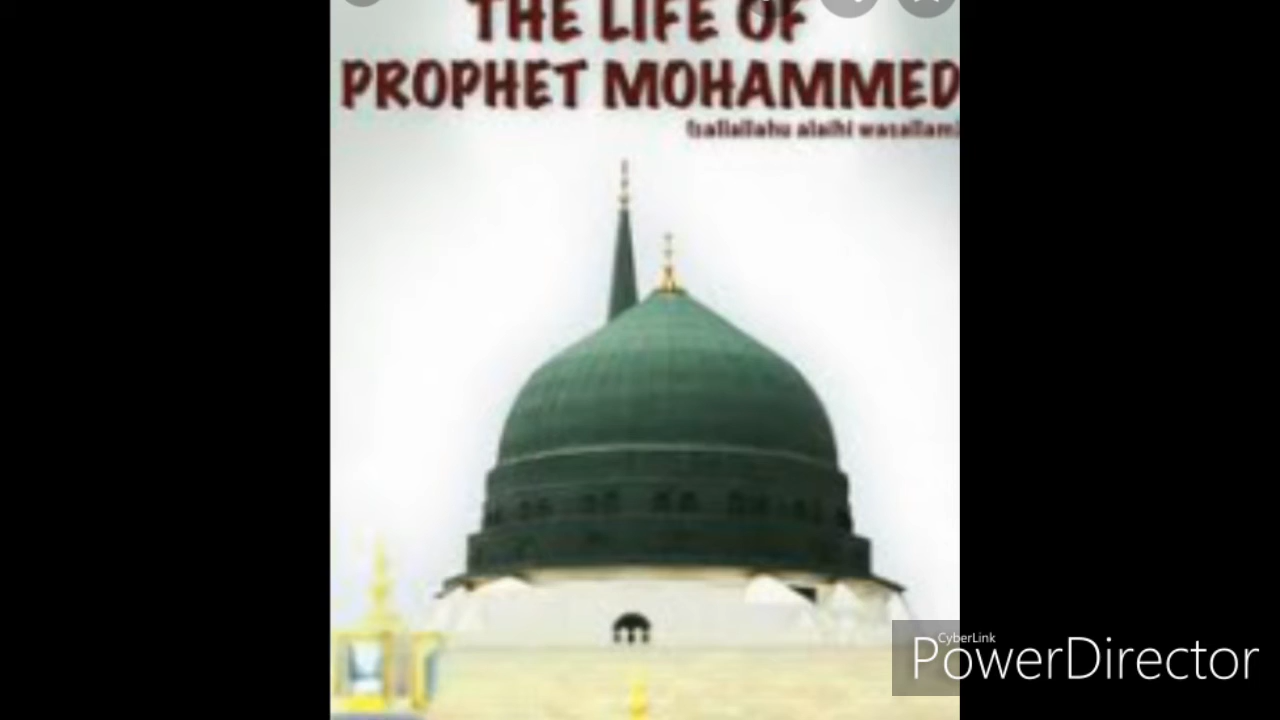 THE LIFE OF
PROPHET MOHAMMED
(sallallahu alaihi wasallam)
CyberLink
PowerDirector